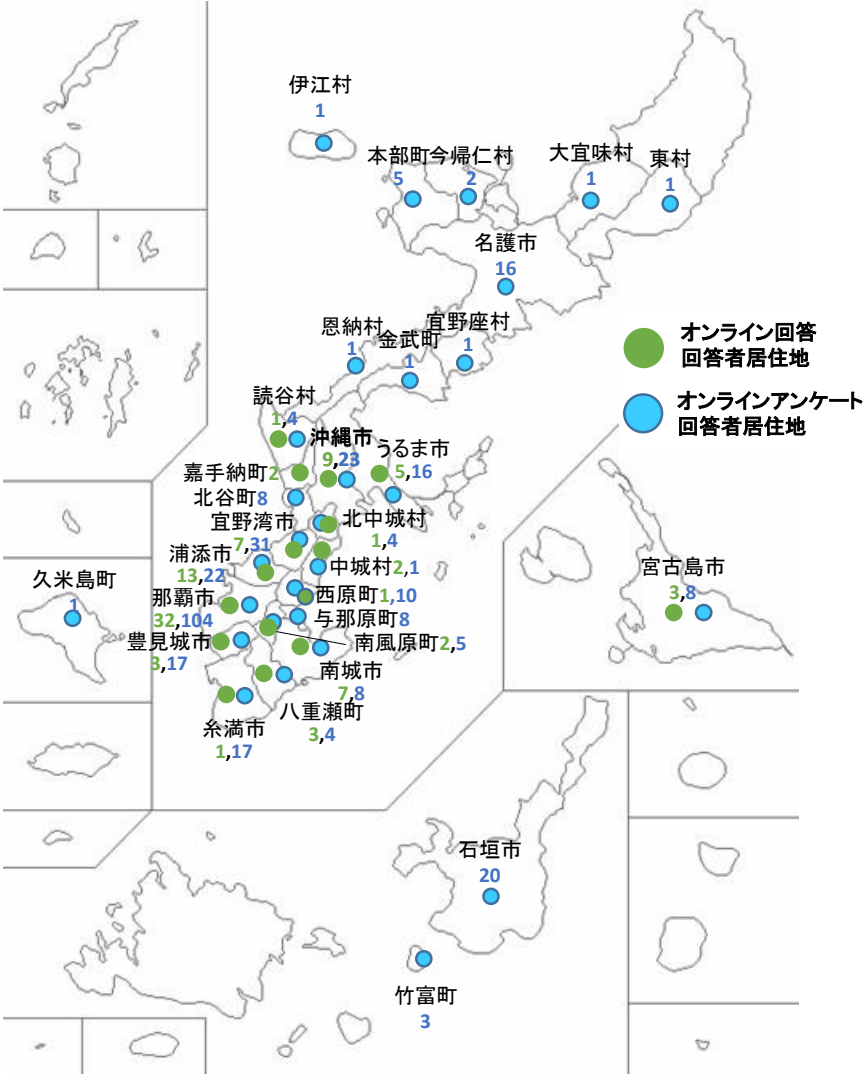 伊江村
1
本部町
5
今帰仁村
2
大宜味村
1
東村
1
名護市
16
恩納村
1
金武町
1
宜野座村
1
オンライン回答
回答者居住地
オンラインアンケート
回答者居住地
読谷村
1,4
沖縄市
9,23
うるま市
5,16
嘉手納町2
北谷町8
宜野湾市
7,31
北中城村
1,4
浦添市
13,22
中城村2,1
那覇市
32,104
西原町1,10
与那原町8
豊見城市
3,17
南風原町2,5
南城市
7,8
八重瀬町
3,4
糸満市
1,17
久米島町
1
宮古島市
3,8
石垣市
20
竹富町
3